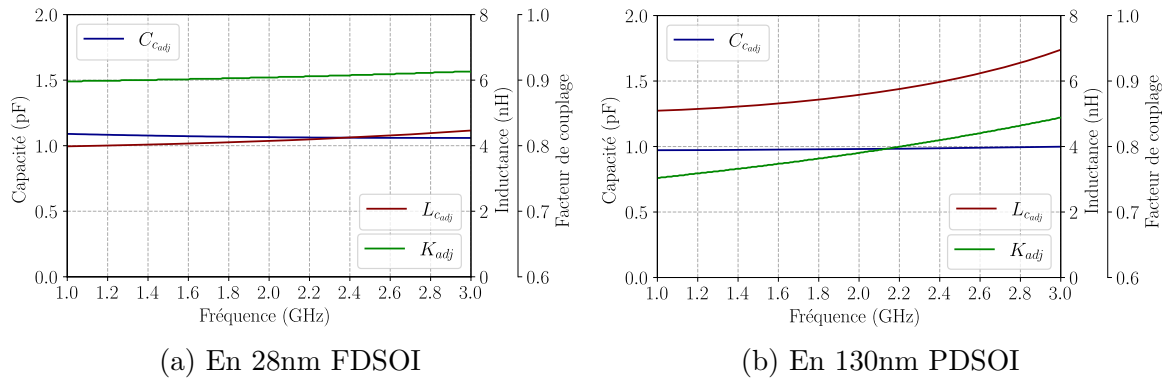 2.0
1.5
1.0
0.5
0.0
Capacité (pF)
8
6
4
2
0
Inductance (nH)
1.0
0.9
0.8
0.7
0.6
Facteur de couplage
C_{c_{adj}}
L_{c_{adj}}
K_{adj}
1.0 1.2 1.4 1.6 1.8 2.0 2.2 2.4 2.6 2.8 3.0
Fréquence (GHz)
(a) En 28nm FDSOI
2.0
1.5
1.0
0.5
0.0
Capacité (pF)
8
6
4
2
0
Inductance (nH)
1.0
0.9
0.8
0.7
0.6
Facteur de couplage
C_{c_{adj}}
L_{c_{adj}}
K_{adj}
1.0 1.2 1.4 1.6 1.8 2.0 2.2 2.4 2.6 2.8 3.0
Fréquence (GHz)
(b) En 130nm PDSOI